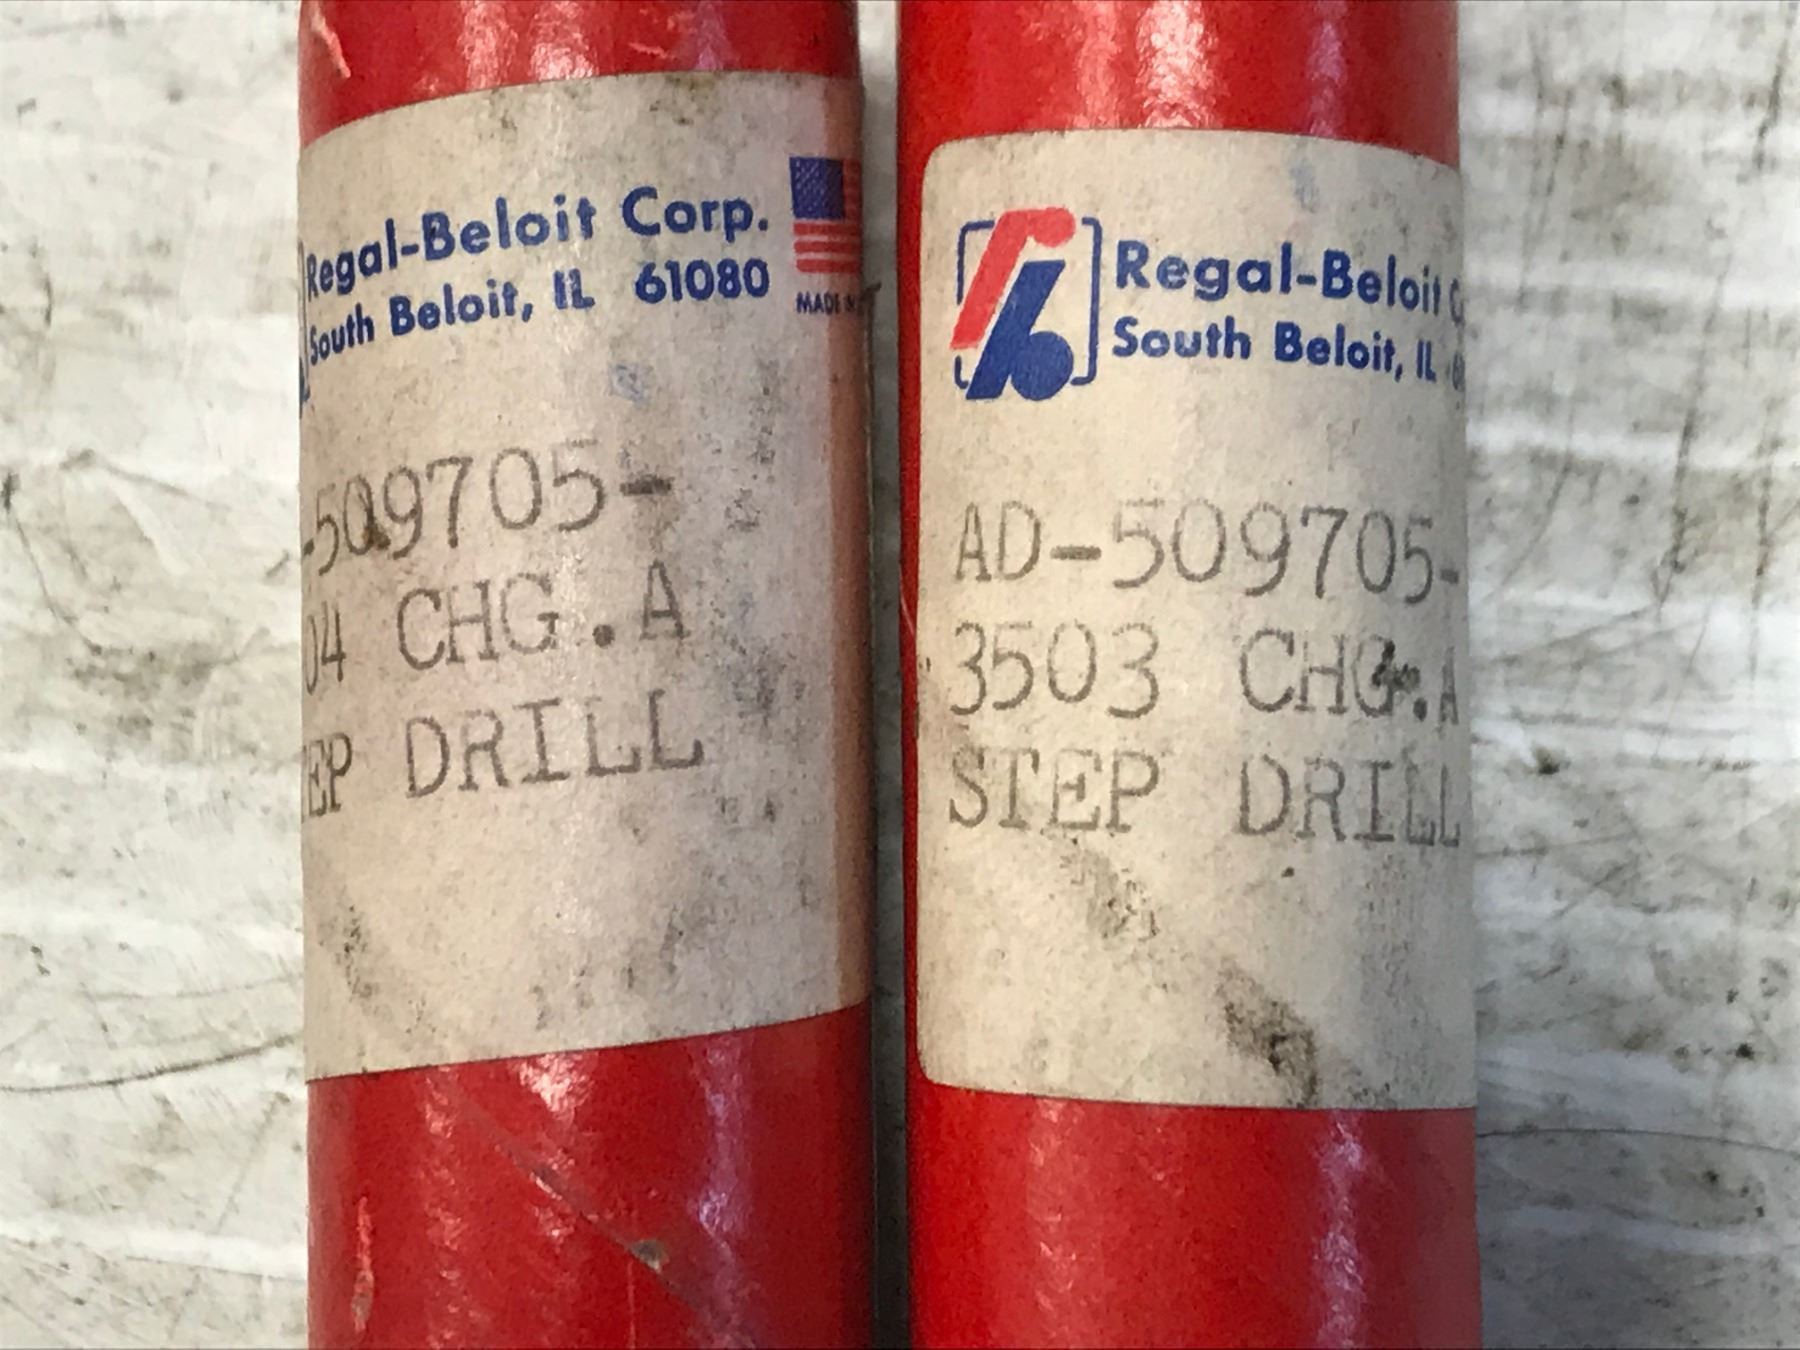 Regal-Beloit Corp.
South Beloit, IL 61080
MADE IN
-509705-
04 CHG.A
EP DRILL
Regal-Beloit C
South Beloit, IL 6
AD-509705-
3503 CHG.A
STEP DRILL